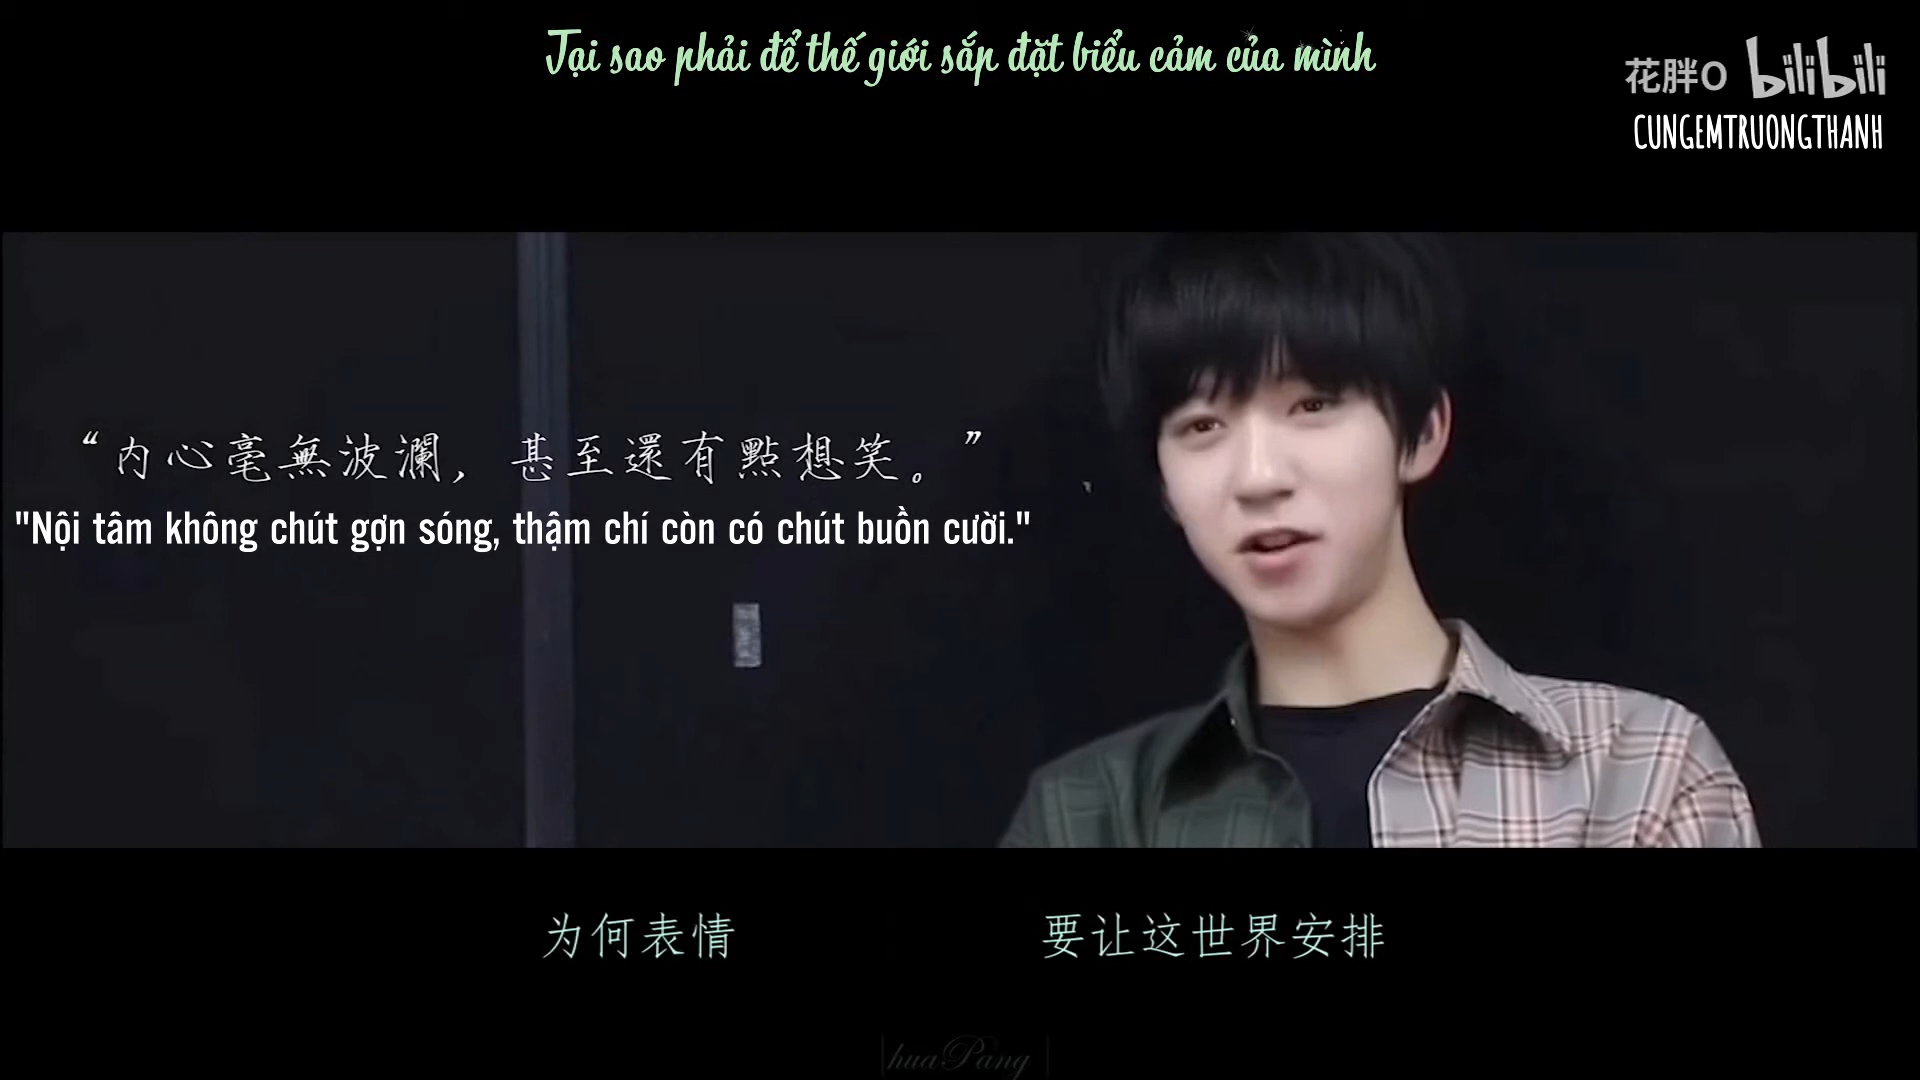 Tại sao phải để thế giới sắp đặt biểu cảm của mình
花胖O bilibili
CUNGEMTRUONGTHANH
“内心毫無波瀾，甚至還有點想笑。”
"Nội tâm không chút gợn sóng, thậm chí còn có chút buồn cười."
为何表情 要让这世界安排
huaPang